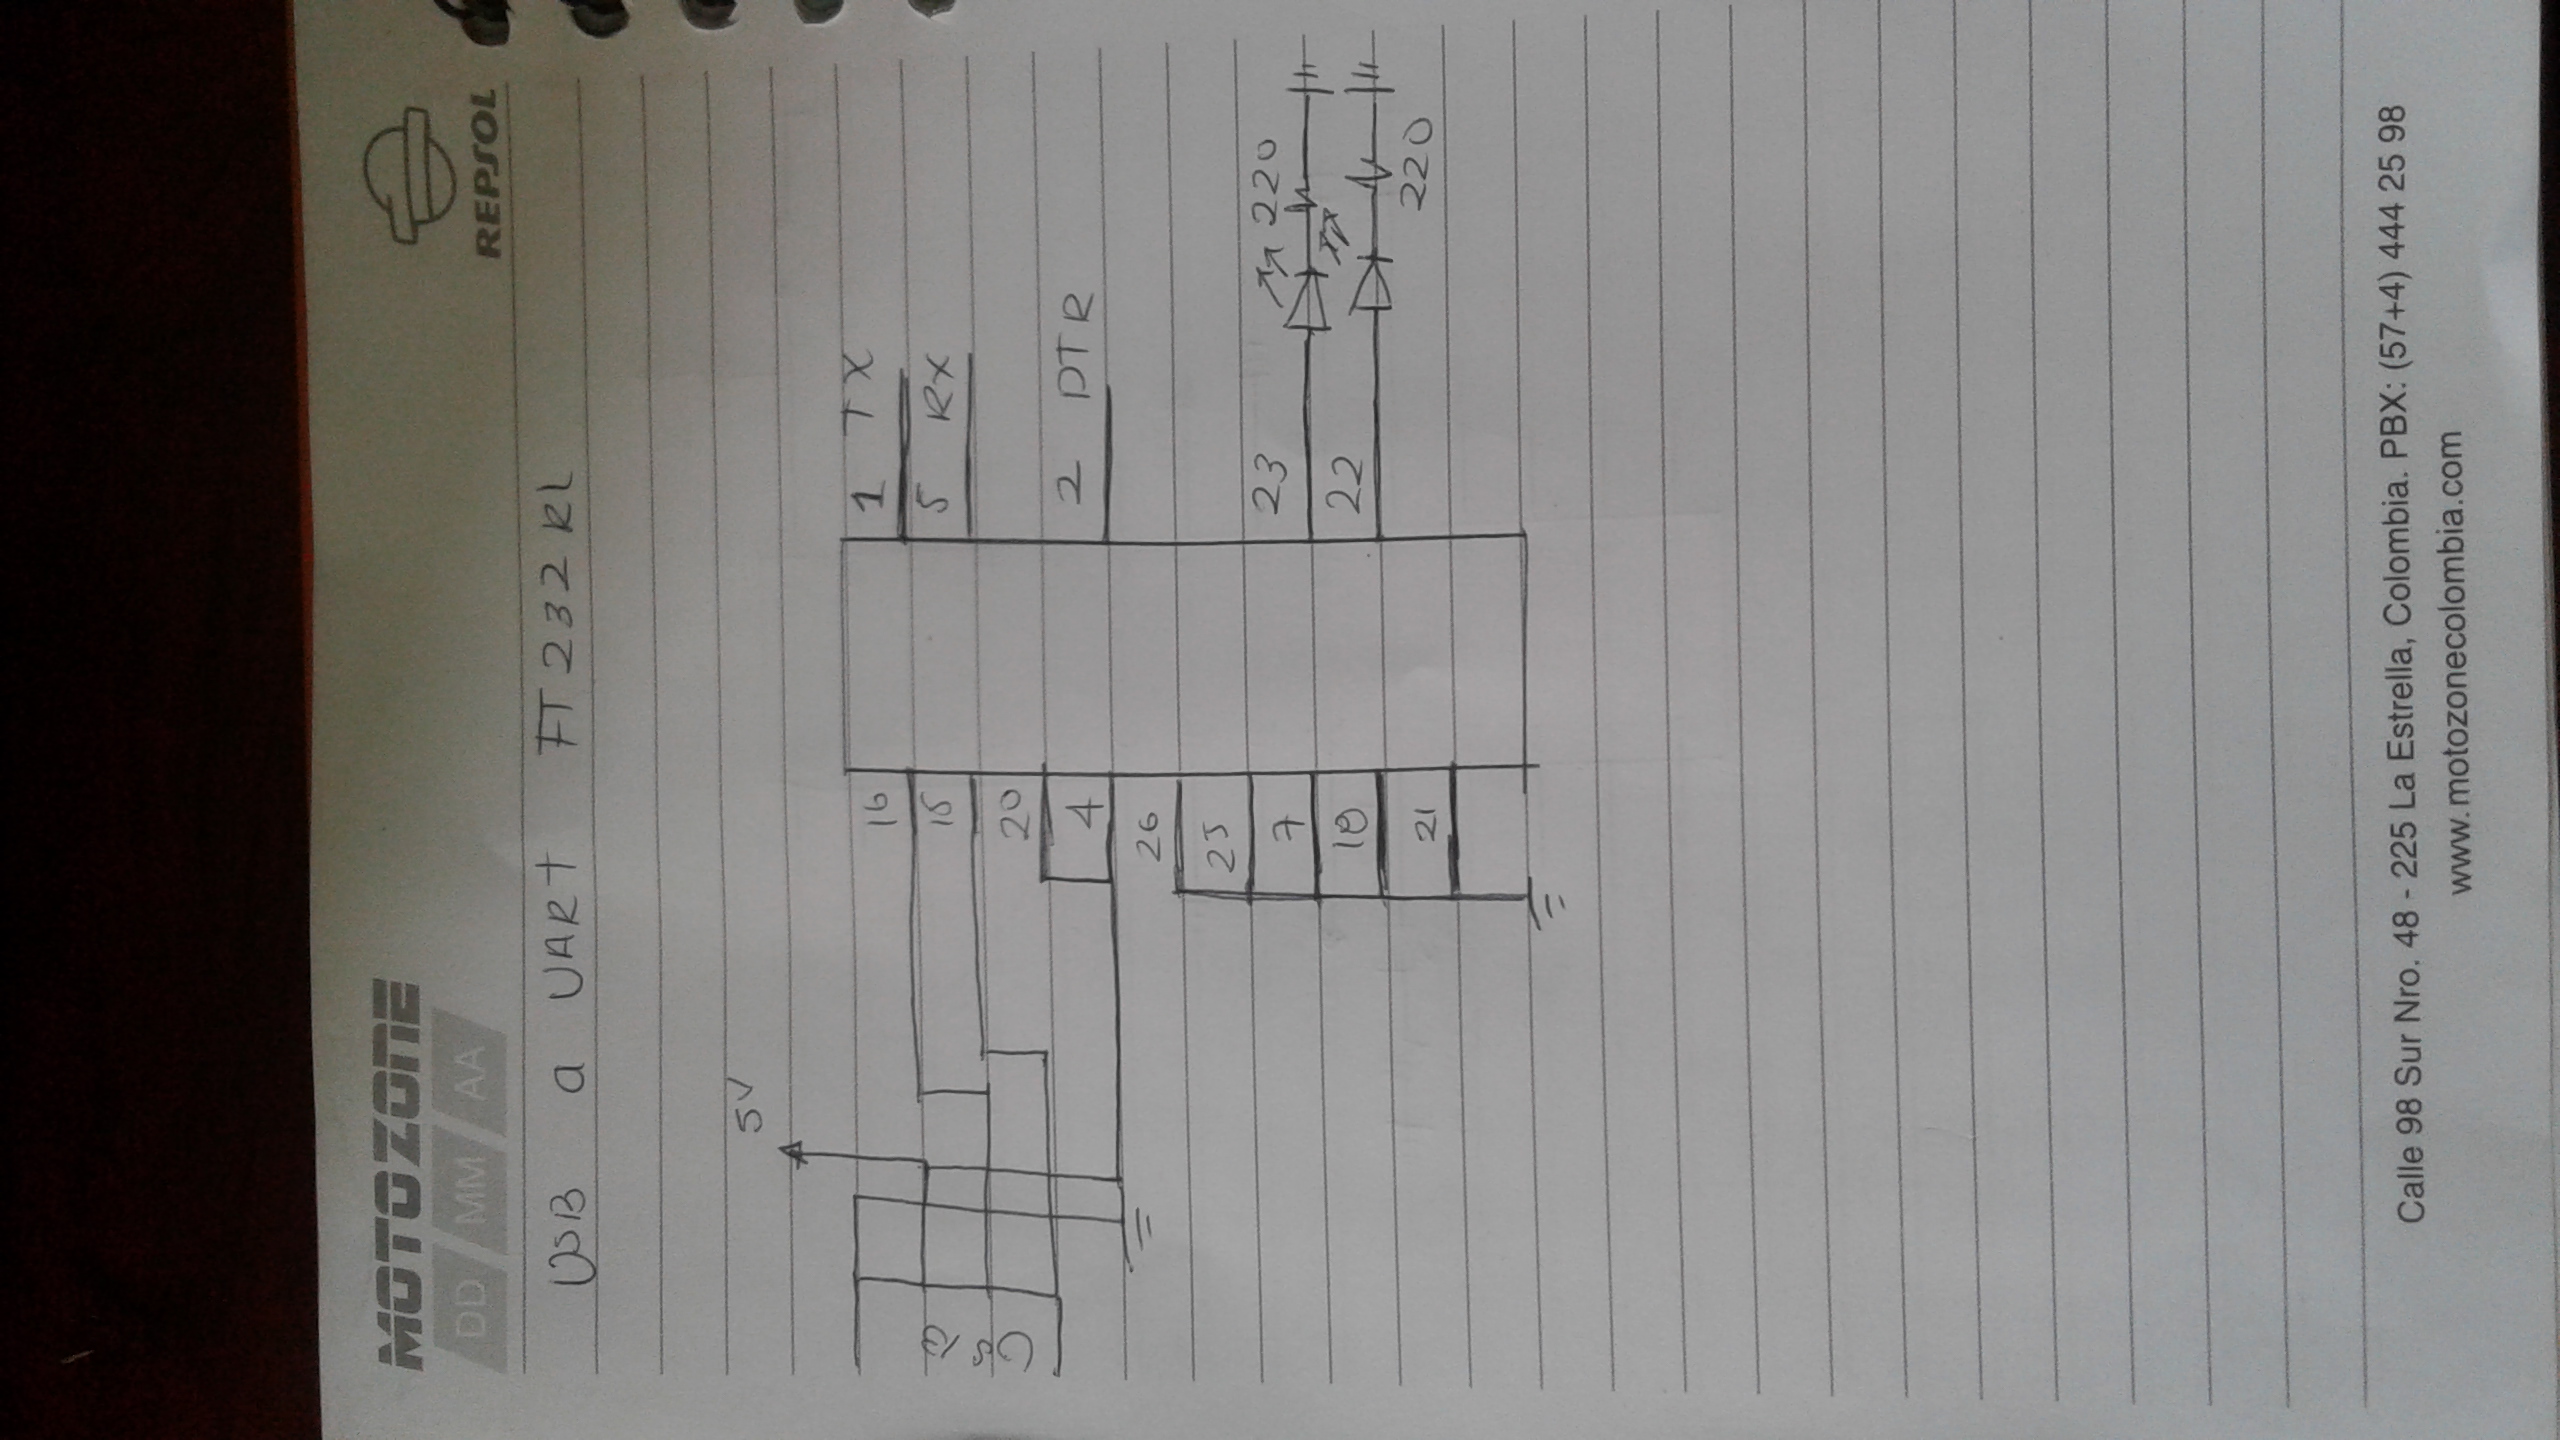 MOTOZONE
DD MM AA
REPSOL
USB a UART FT232RL
5V
USB
16
15
20
4
26
25
7
18
21
1 TX
5 RX
2 DTR
23 220
22
220
Calle 98 Sur Nro. 48 - 225 La Estrella, Colombia. PBX: (57+4) 444 25 98
www.motozonecolombia.com